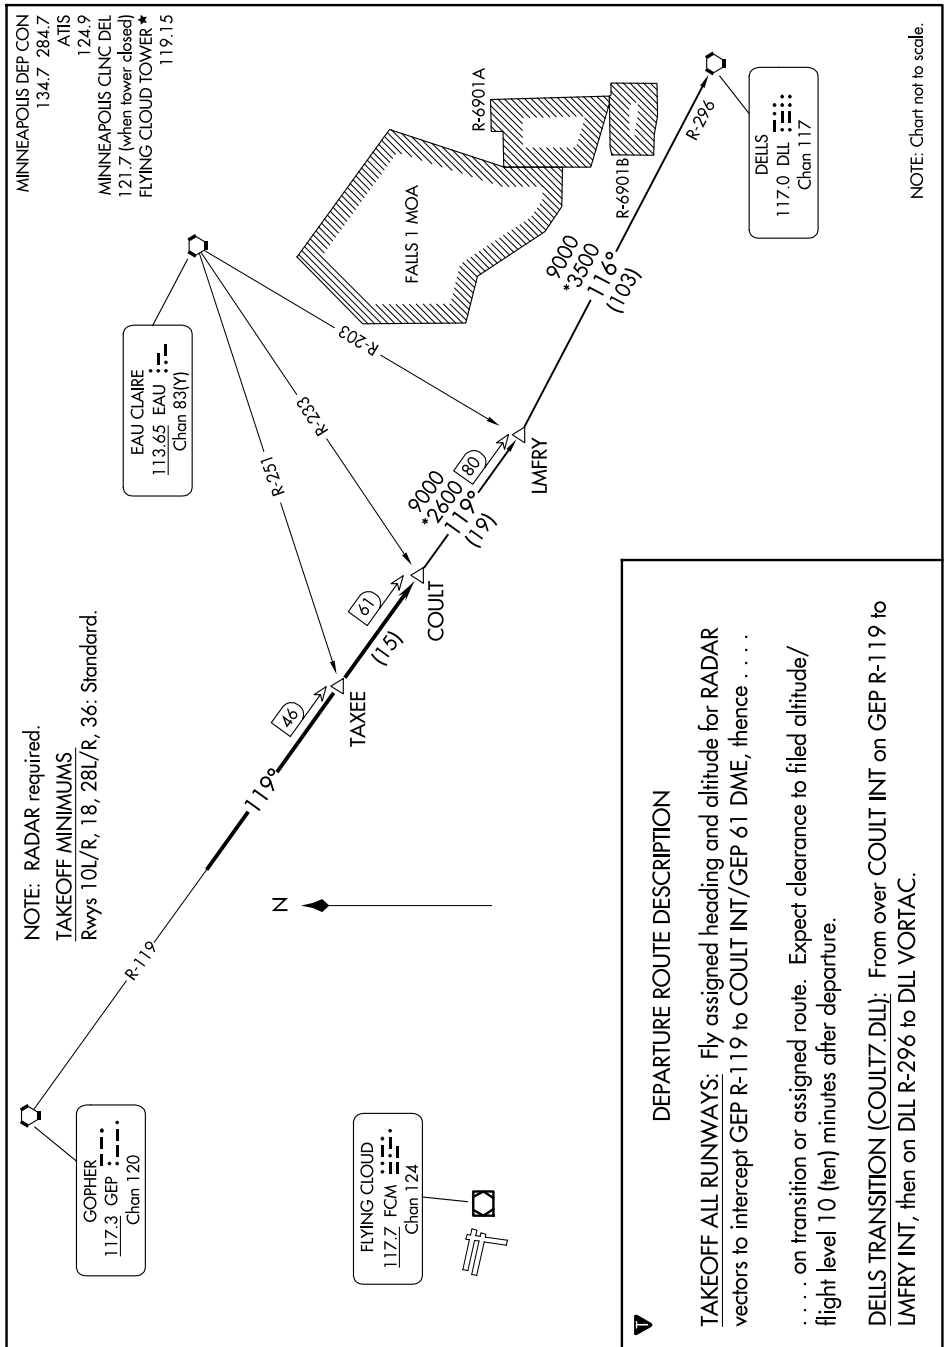 MINNEAPOLIS DEP CON
134.7 284.7
ATIS
124.9
MINNEAPOLIS CLNC DEL
121.7 (when tower closed)
FLYING CLOUD TOWER★
119.15
NOTE: RADAR required.
TAKEOFF MINIMUMS
Rwys 10L/R, 18, 28L/R, 36: Standard.
GOPHER
117.3 GEP
Chan 120
R-119
119°
46
TAXEE
(15)
61
COULT
9000
*2600
119°
(19)
80
LMFRY
EAU CLAIRE
113.65 EAU
Chan 83(Y)
R-251
R-233
R-203
FALLS 1 MOA
R-6901A
R-6901B
9000
*3500
116°
(103)
R-296
DELLS
117.0 DLL
Chan 117
N
FLYING CLOUD
117.7 FCM
Chan 124
NOTE: Chart not to scale.
T
DEPARTURE ROUTE DESCRIPTION
TAKEOFF ALL RUNWAYS: Fly assigned heading and altitude for RADAR
vectors to intercept GEP R-119 to COULT INT/GEP 61 DME, thence . . . .
. . . . on transition or assigned route. Expect clearance to filed altitude/
flight level 10 (ten) minutes after departure.
DELLS TRANSITION (COULT7.DLL): From over COULT INT on GEP R-119 to
LMFRY INT, then on DLL R-296 to DLL VORTAC.